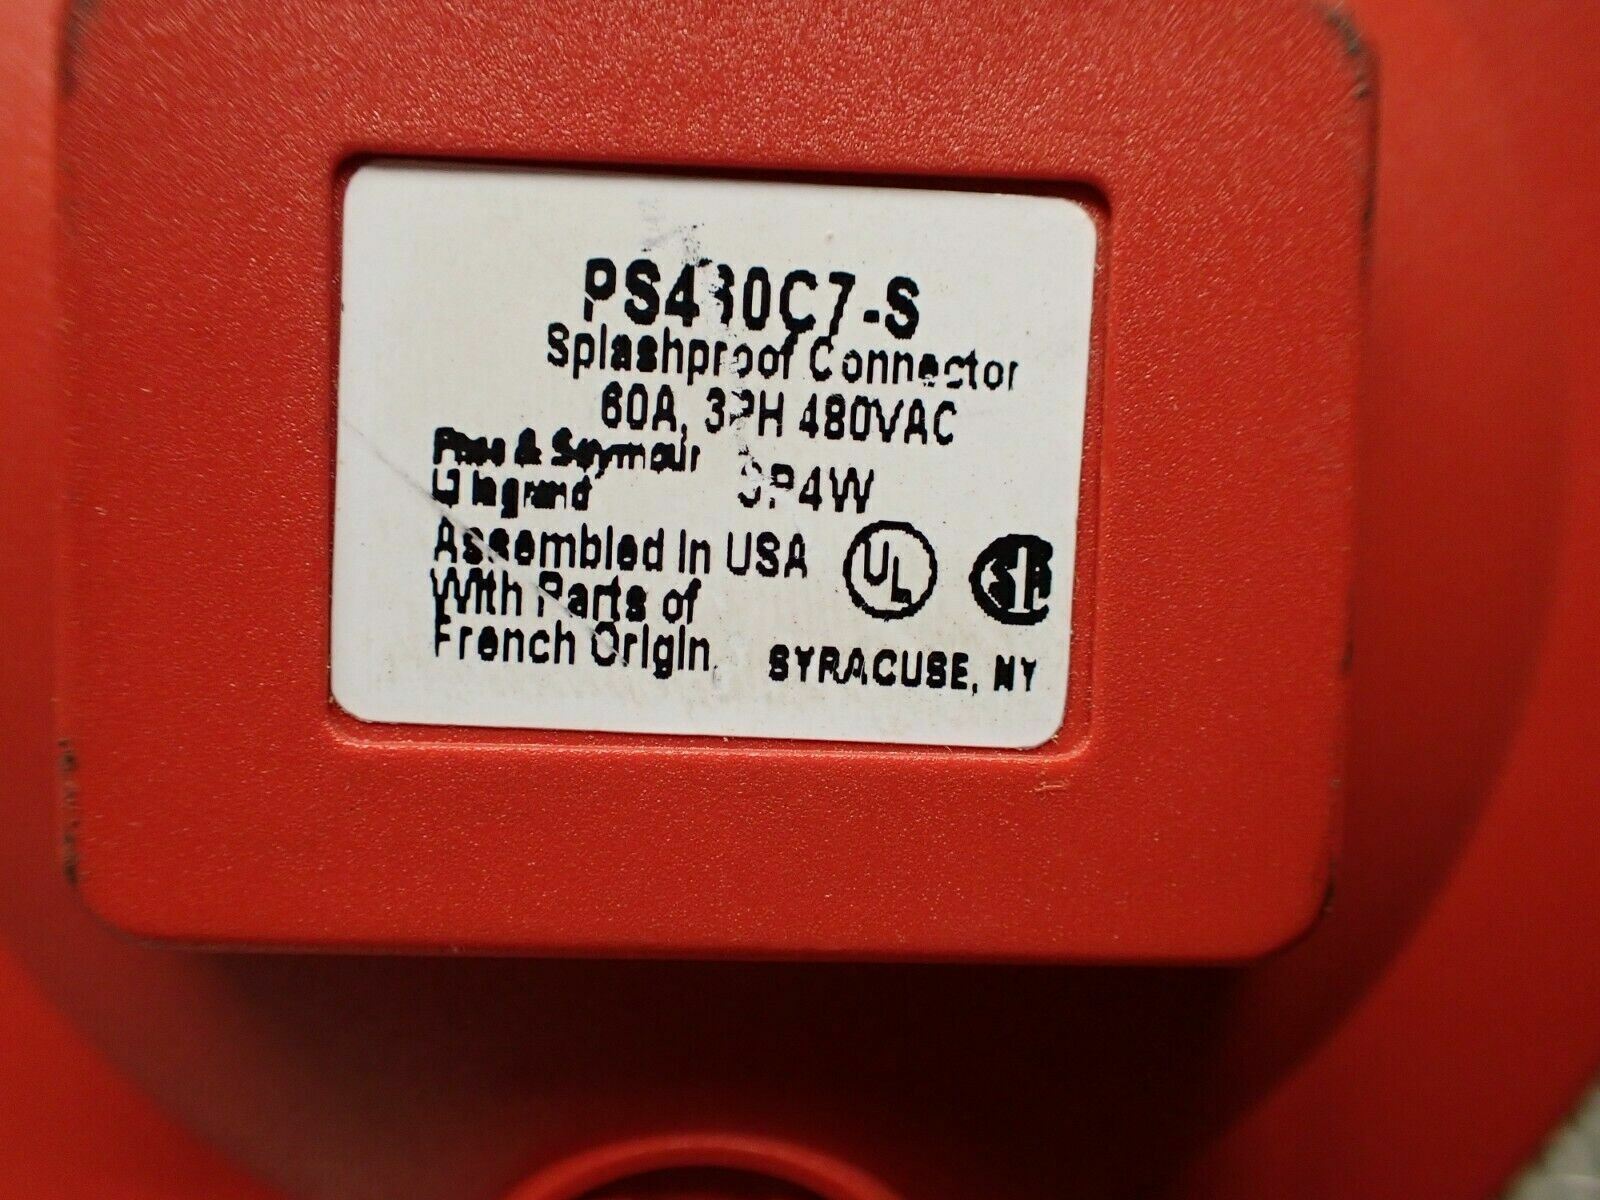 Splashproof Connector
60A, 3PH 480VAC
Pass & Seymour
legrand
3P4W
Assembled in USA
With Parts of
French Origin.
UL
SYRACUSE, NY